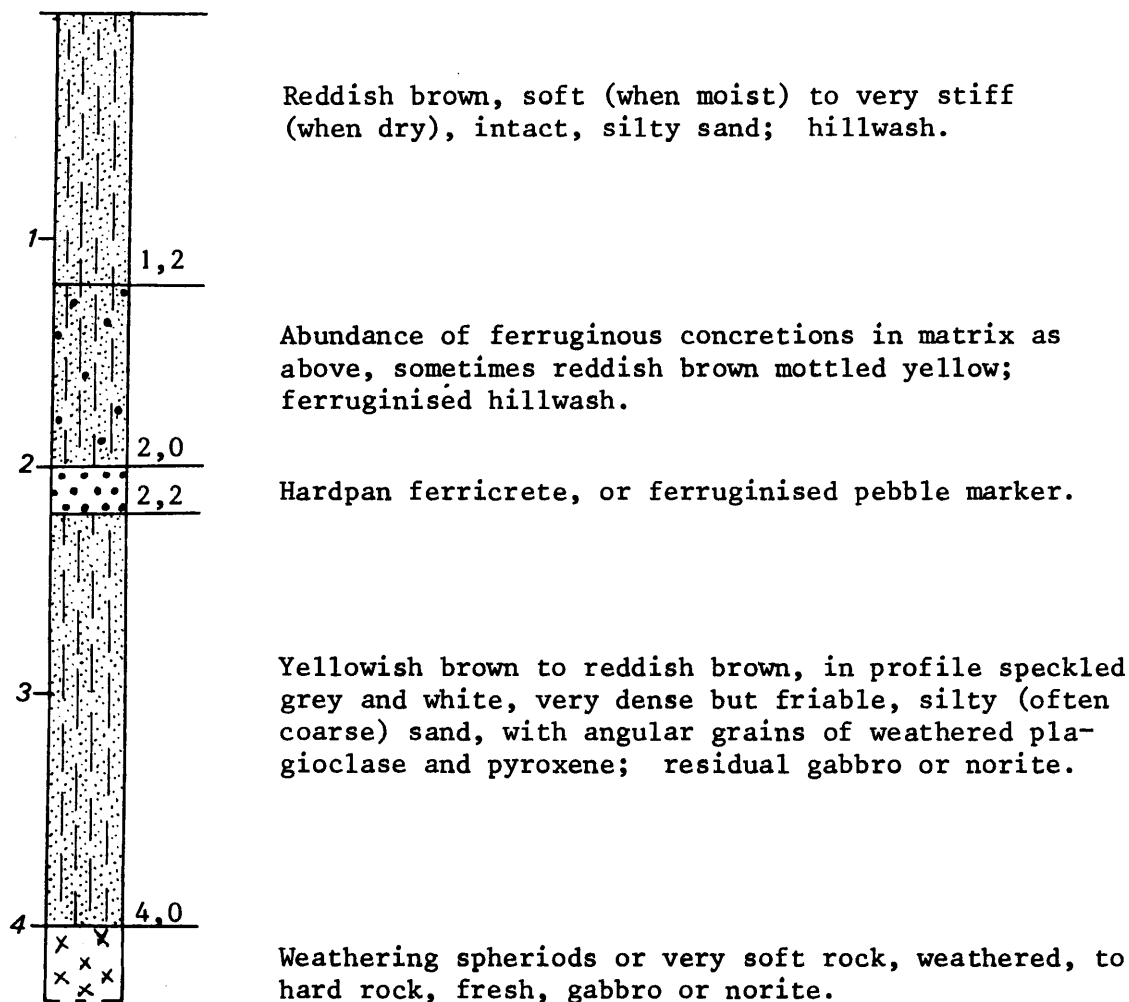 Reddish brown, soft (when moist) to very stiff
(when dry), intact, silty sand; hillwash.
1
1,2
Abundance of ferruginous concretions in matrix as
above, sometimes reddish brown mottled yellow;
ferruginised hillwash.
2
2,0
2,2
Hardpan ferricrete, or ferruginised pebble marker.
Yellowish brown to reddish brown, in profile speckled
grey and white, very dense but friable, silty (often
coarse) sand, with angular grains of weathered pla-
gioclase and pyroxene; residual gabbro or norite.
3
4
4,0
Weathering spheriods or very soft rock, weathered, to
hard rock, fresh, gabbro or norite.